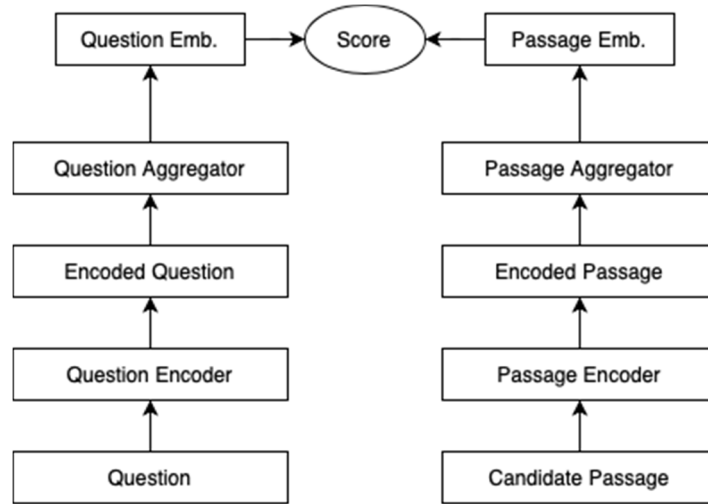 Question Emb.
Score
Passage Emb.
Question Aggregator
Passage Aggregator
Encoded Question
Encoded Passage
Question Encoder
Passage Encoder
Question
Candidate Passage